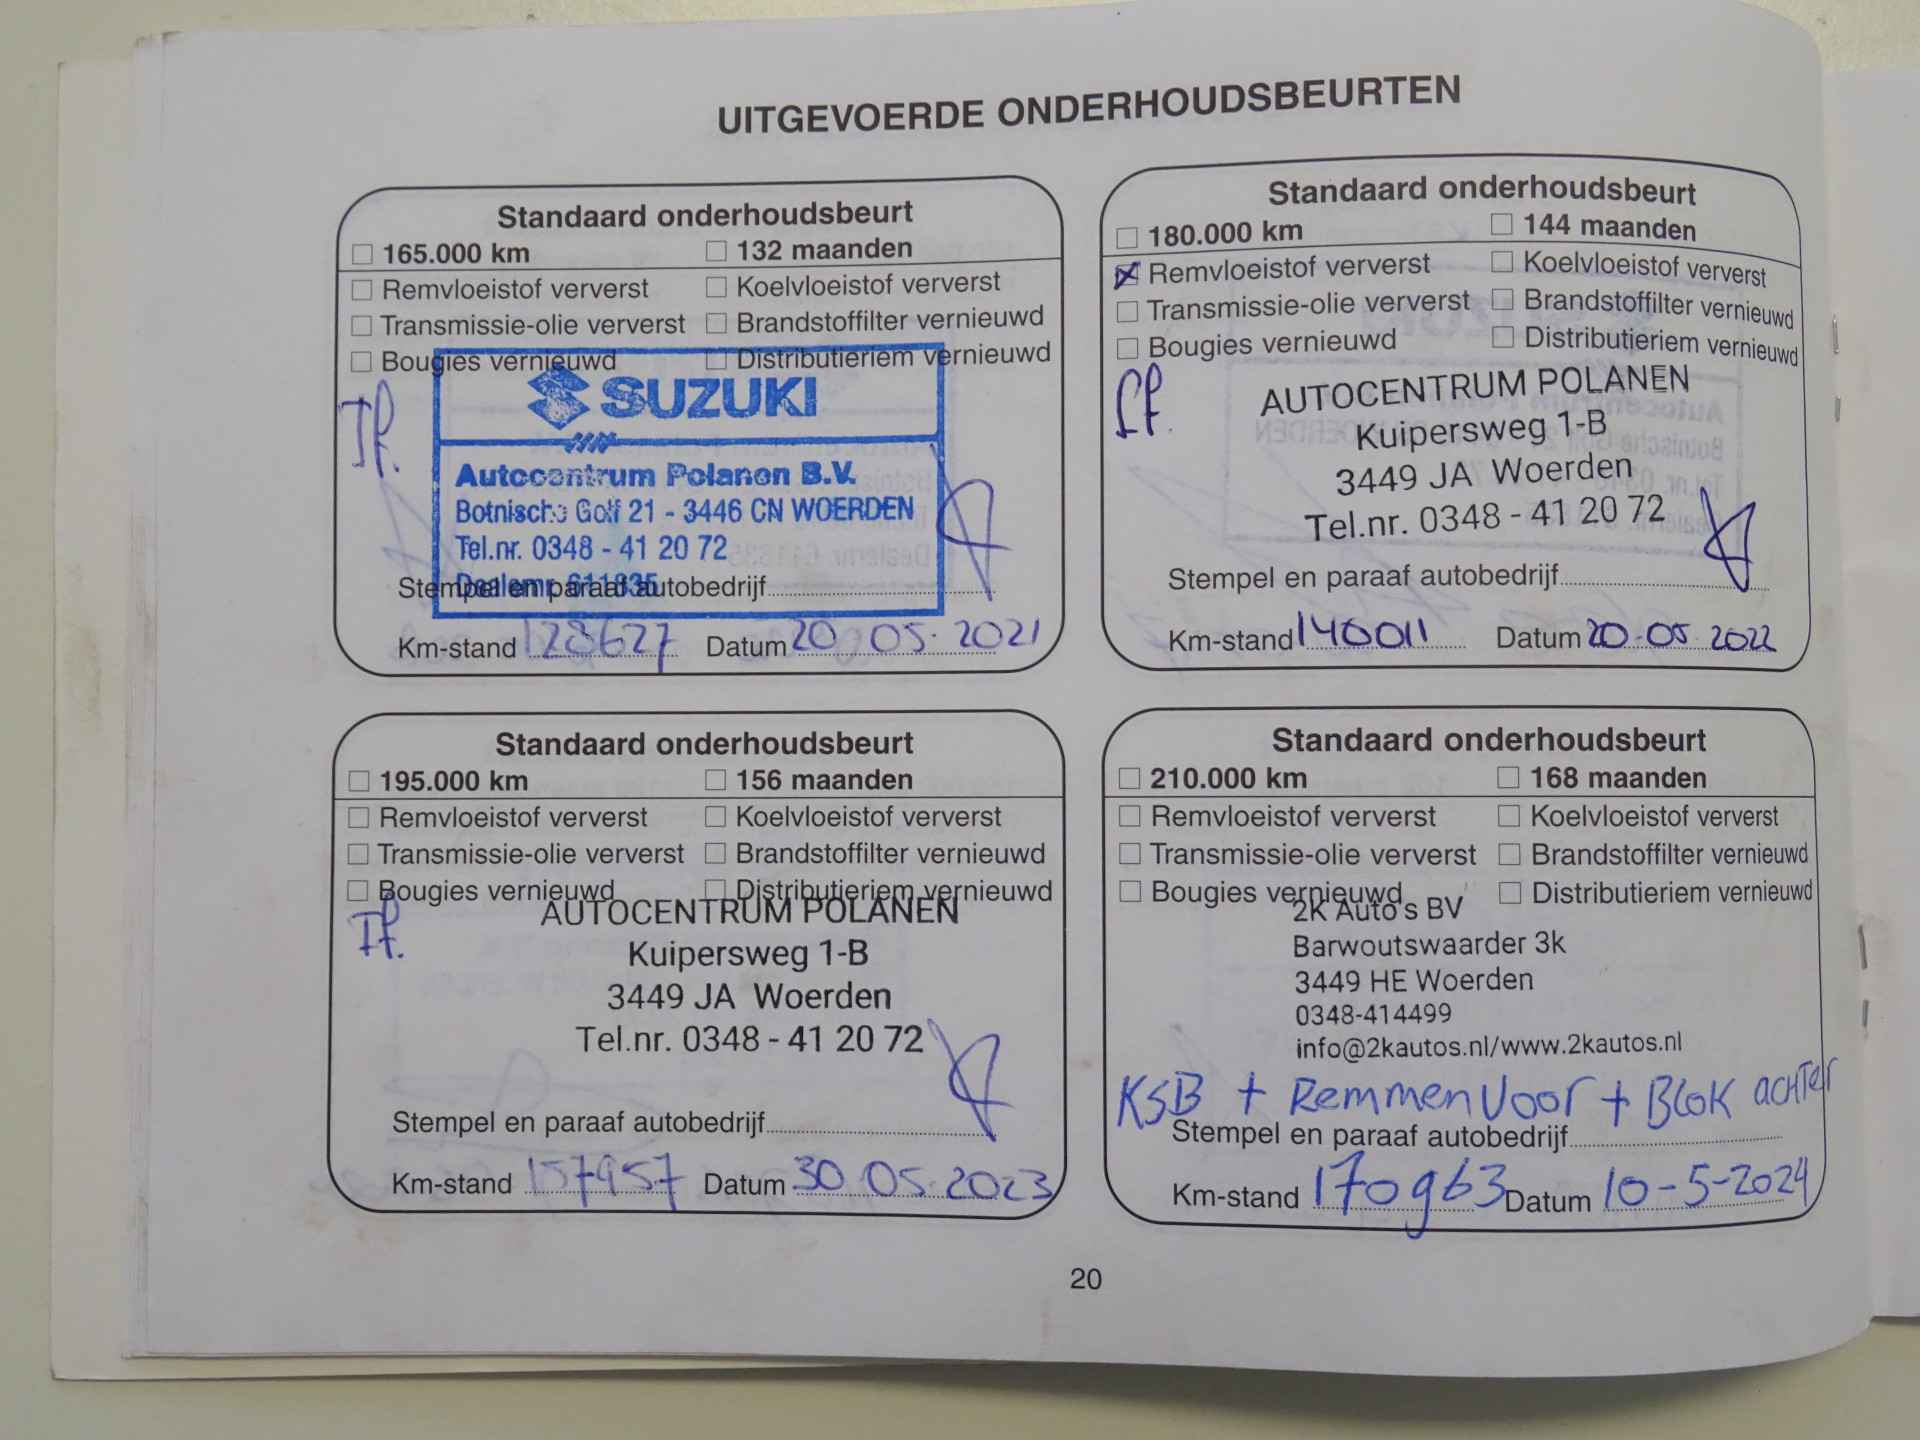 UITGEVOERDE ONDERHOUDSBEURTEN
Standaard onderhoudsbeurt
165.000 km 132 maanden
Remvloeistof ververst Koelvloeistof ververst
Transmissie-olie ververst Brandstoffilter vernieuwd
Bougies vernieuwd Distributieriem vernieuwd
SUZUKI
Autocentrum Polanen B.V.
Botnische Golf 21 - 3446 CN WOERDEN
Tel.nr. 0348 - 41 20 72
Dealernr. 611835
Stempel en paraaf autobedrijf
Km-stand 128627 Datum 20 05. 2021
Standaard onderhoudsbeurt
180.000 km 144 maanden
Remvloeistof ververst Koelvloeistof ververst
Transmissie-olie ververst Brandstoffilter vernieuwd
Bougies vernieuwd Distributieriem vernieuwd
AUTOCENTRUM POLANEN
Kuipersweg 1-B
3449 JA Woerden
Tel.nr. 0348 - 41 20 72
Stempel en paraaf autobedrijf
Km-stand 140011 Datum 20-05 2022
Standaard onderhoudsbeurt
195.000 km 156 maanden
Remvloeistof ververst Koelvloeistof ververst
Transmissie-olie ververst Brandstoffilter vernieuwd
Bougies vernieuwd Distributieriem vernieuwd
AUTOCENTRUM POLANEN
Kuipersweg 1-B
3449 JA Woerden
Tel.nr. 0348 - 41 20 72
Stempel en paraaf autobedrijf
Km-stand 157957 Datum 30 05. 2023
Standaard onderhoudsbeurt
210.000 km 168 maanden
Remvloeistof ververst Koelvloeistof ververst
Transmissie-olie ververst Brandstoffilter vernieuwd
Bougies vernieuwd Distributieriem vernieuwd
2K Auto's BV
Barwoutswaarder 3k
3449 HE Woerden
0348-414499
info@2kautos.nl/www.2kautos.nl
KSB + Remmen Voor + Blok achter
Stempel en paraaf autobedrijf
Km-stand 170963 Datum 10-5-2024
20